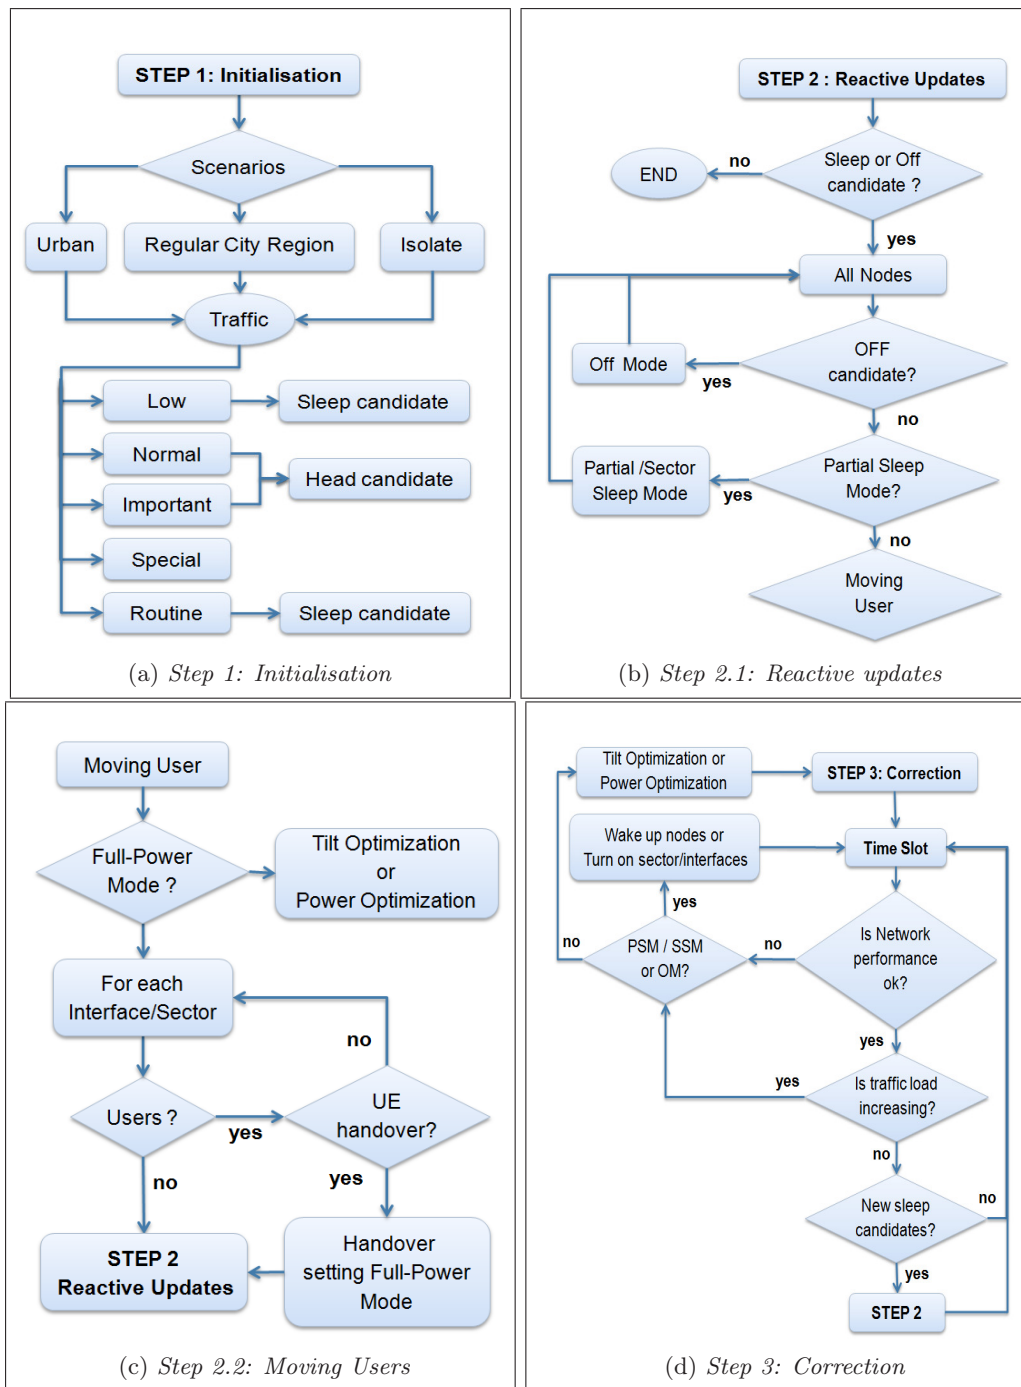 STEP 1: Initialisation
Scenarios
Urban
Regular City Region
Isolate
Traffic
Low
Sleep candidate
Normal
Head candidate
Important
Special
Routine
Sleep candidate
(a) Step 1: Initialisation
STEP 2 : Reactive Updates
Sleep or Off
candidate ?
no
END
yes
All Nodes
OFF
candidate?
yes
Off Mode
no
Partial Sleep
Mode?
yes
Partial /Sector
Sleep Mode
no
Moving
User
(b) Step 2.1: Reactive updates
Moving User
Full-Power
Mode ?
Tilt Optimization
or
Power Optimization
For each
Interface/Sector
no
Users ?
yes
UE
handover?
no
yes
STEP 2
Reactive Updates
Handover
setting Full-Power
Mode
(c) Step 2.2: Moving Users
Tilt Optimization or
Power Optimization
STEP 3: Correction
Wake up nodes or
Turn on sector/interfaces
Time Slot
yes
no
PSM / SSM
or OM?
no
Is Network
performance
ok?
yes
yes
Is traffic load
increasing?
no
New sleep
candidates?
no
yes
STEP 2
(d) Step 3: Correction